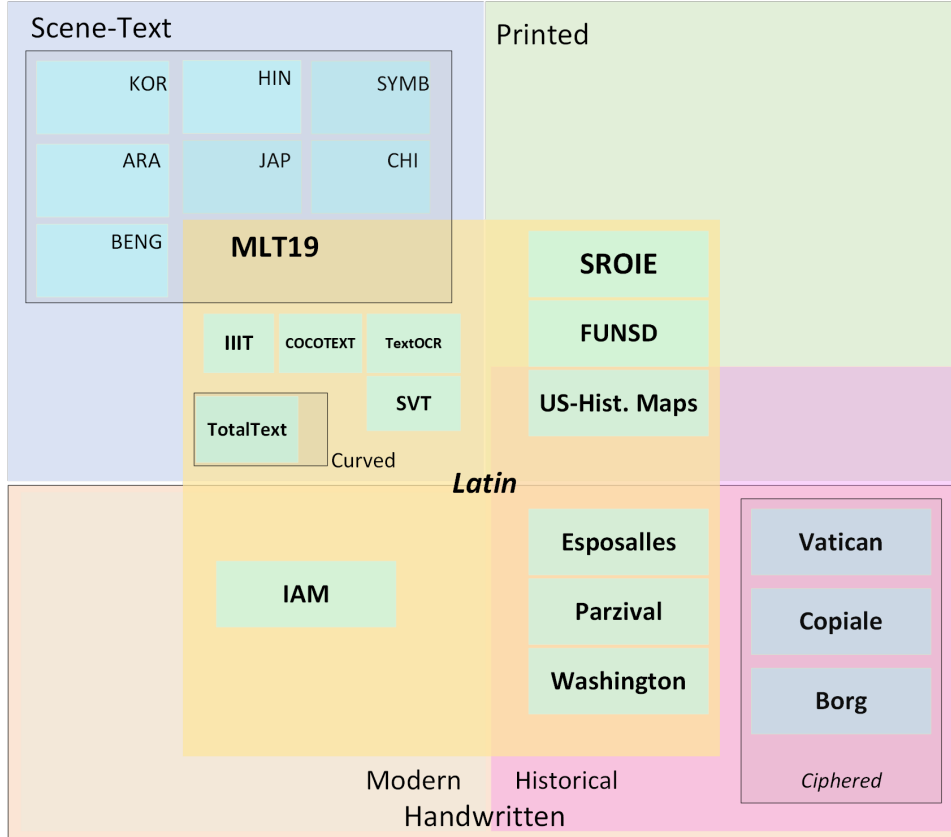 Scene-Text
Printed
KOR
HIN
SYMB
ARA
JAP
CHI
BENG
MLT19
SROIE
IIIT
COCOTEXT
TextOCR
FUNSD
SVT
US-Hist. Maps
TotalText
Curved
Latin
Esposalles
Vatican
IAM
Parzival
Copiale
Washington
Borg
Modern
Historical
Ciphered
Handwritten